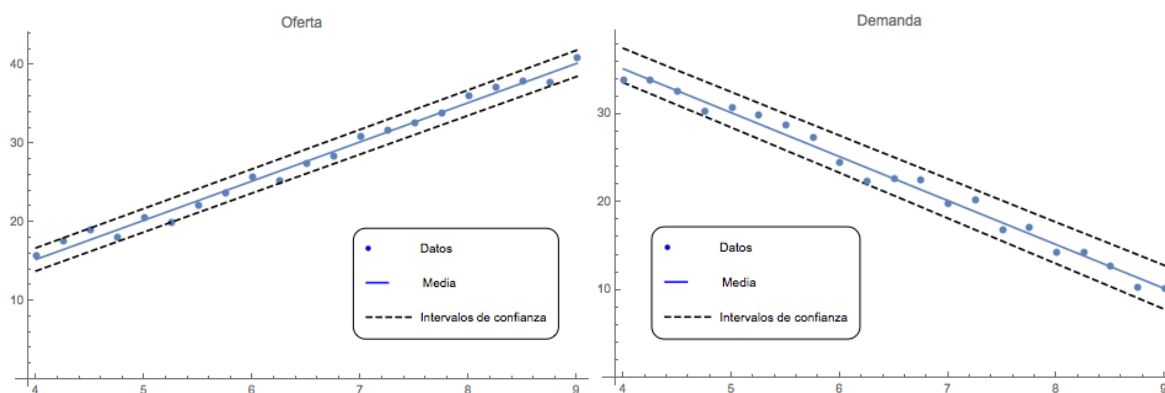 Oferta
40
30
20
10
4 5 6 7 8 9
Datos
Media
Intervalos de confianza
Demanda
30
20
10
4 5 6 7 8 9
Datos
Media
Intervalos de confianza